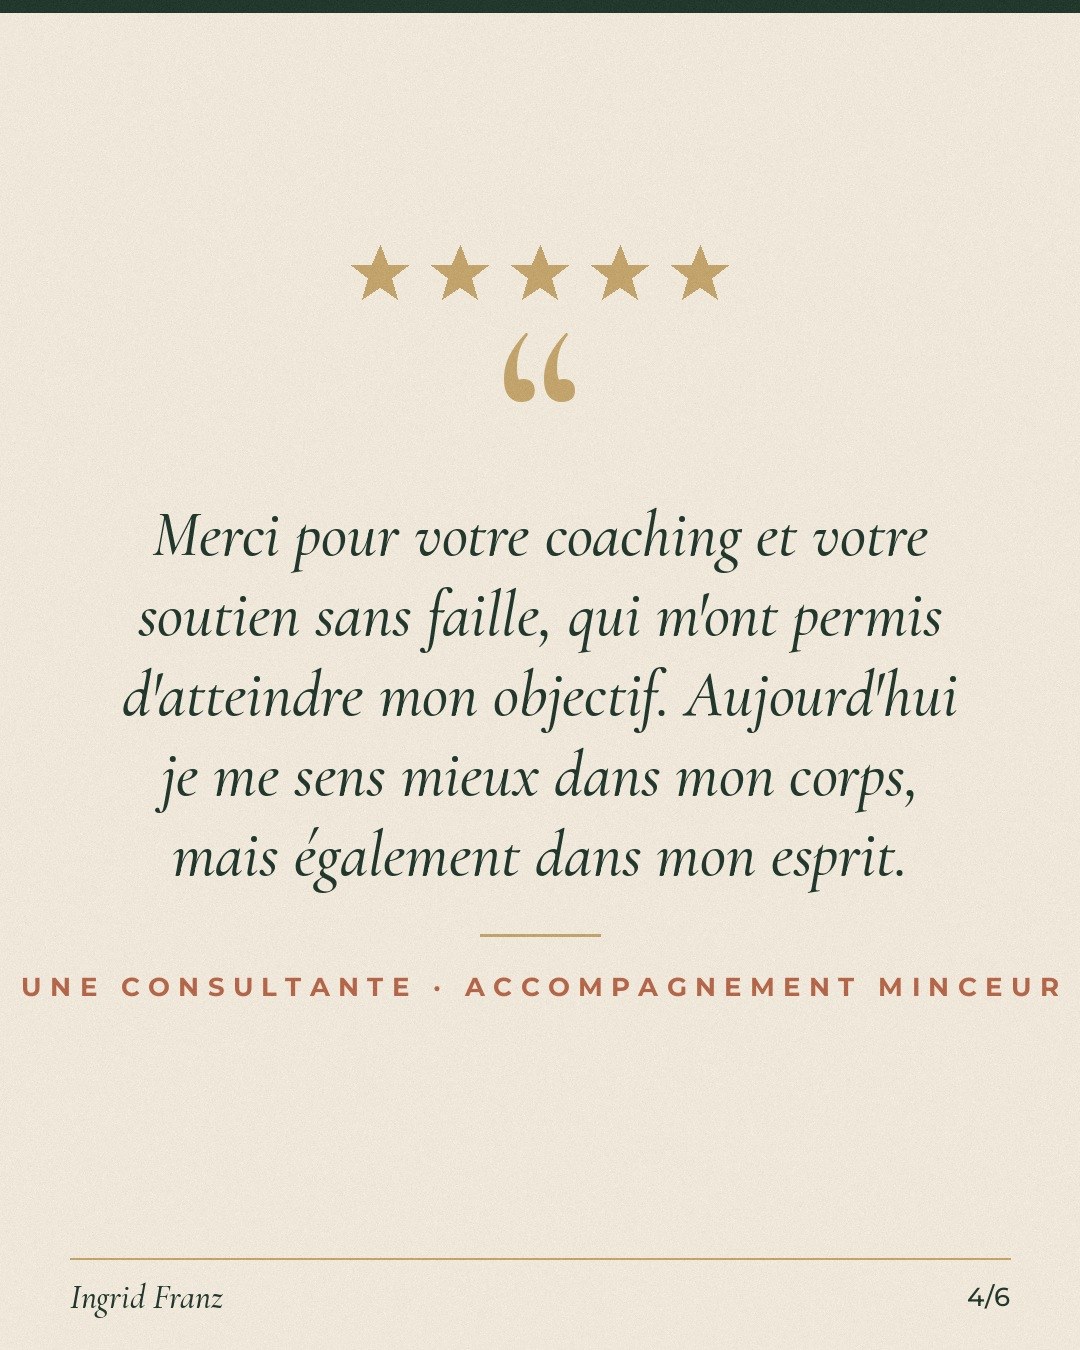 “
Merci pour votre coaching et votre
soutien sans faille, qui m'ont permis
d'atteindre mon objectif. Aujourd'hui
je me sens mieux dans mon corps,
mais également dans mon esprit.
UNE CONSULTANTE · ACCOMPAGNEMENT MINCEUR
Ingrid Franz
4/6